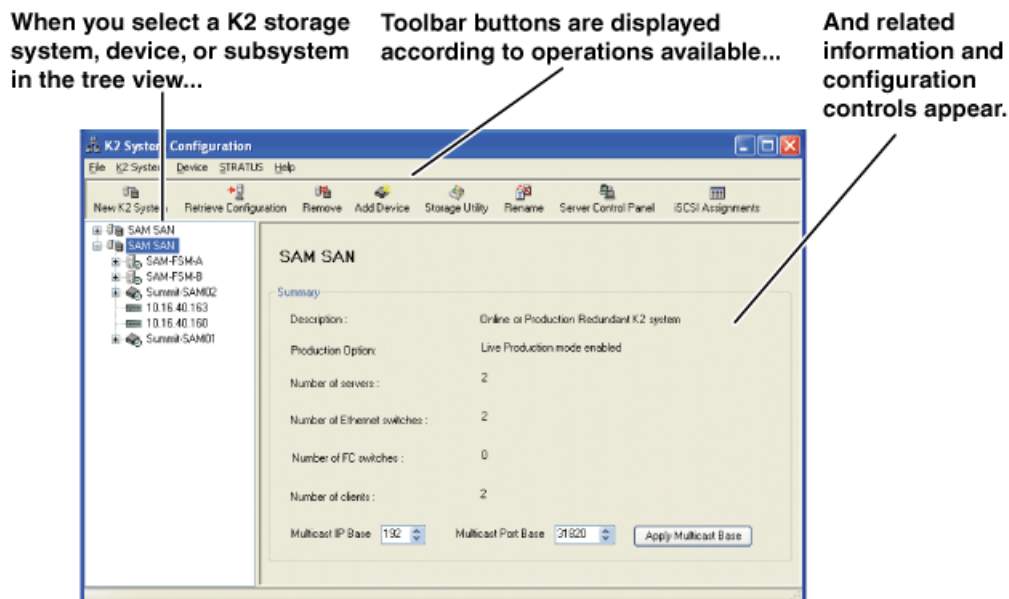 When you select a K2 storage
system, device, or subsystem
in the tree view...
Toolbar buttons are displayed
according to operations available...
And related
information and
configuration
controls appear.
K2 System Configuration
File K2 System Device STRATUS Help
New K2 System Retrieve Configuration Remove Add Device Storage Utility Rename Server Control Panel iSCSI Assignments
SAM SAN
SAM SAN
SAM-FSM-A
SAM-FSM-B
Summit-SAM02
10.16.40.163
10.16.40.160
Summit-SAM01
SAM SAN
Summary
Description : Online or Production Redundant K2 system
Production Option: Live Production mode enabled
Number of servers : 2
Number of Ethernet switches : 2
Number of FC switches : 0
Number of clients : 2
Multicast IP Base 192 Multicast Port Base 31820 Apply Multicast Base